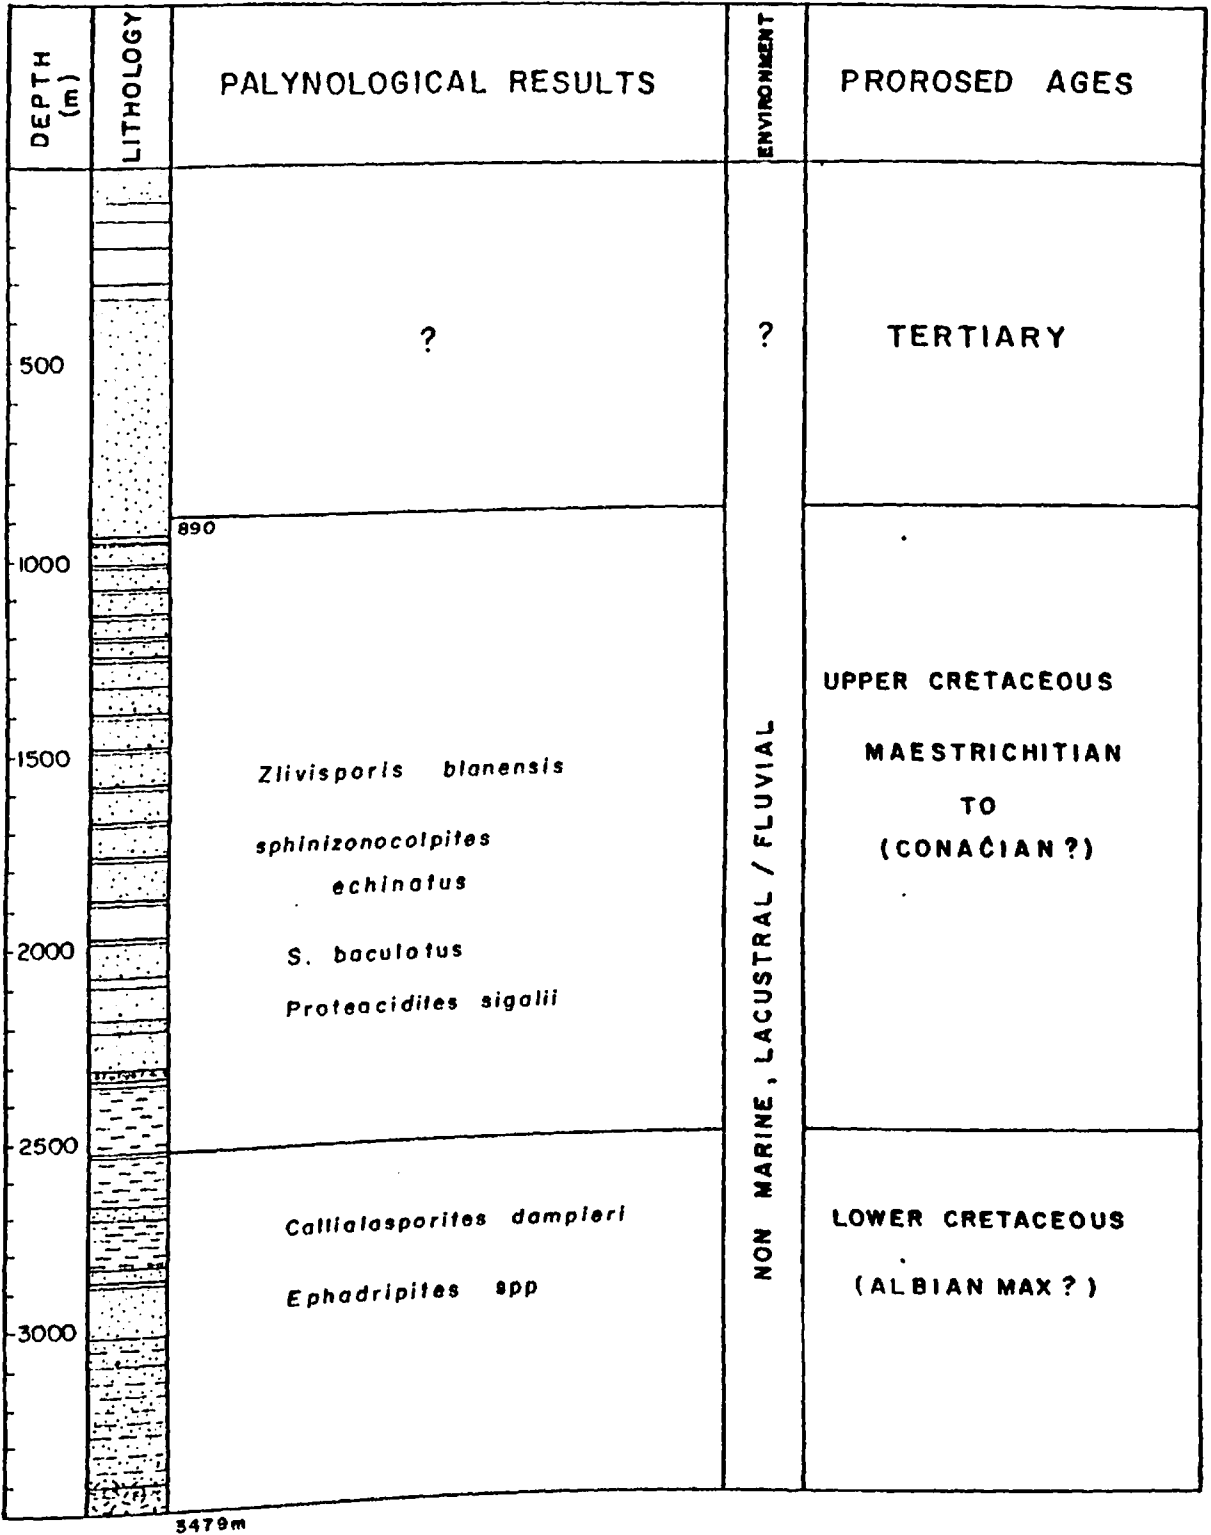 DEPTH (m)
LITHOLOGY
PALYNOLOGICAL RESULTS
ENVIRONMENT
PROROSED AGES
?
?
TERTIARY
500
890
1000
UPPER CRETACEOUS
1500
MAESTRICHITIAN
Zlivisporis blanensis
TO
sphinizonocolpites
(CONACIAN?)
echinatus
2000
S. baculatus
Proteacidites sigalii
NON MARINE, LACUSTRAL / FLUVIAL
2500
Callialasporites dampieri
LOWER CRETACEOUS
Ephadripites spp
(ALBIAN MAX?)
3000
3479m